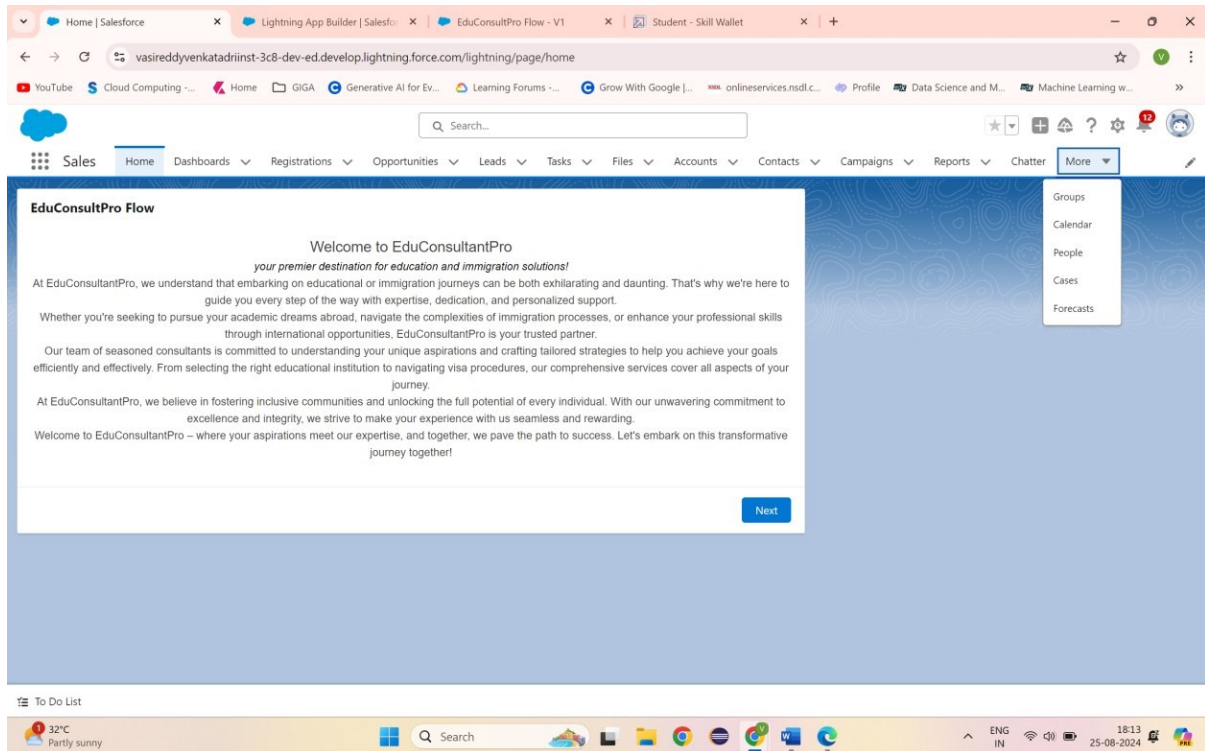 Home | Salesforce
Lightning App Builder | Salesfor
EduConsultPro Flow - V1
Student - Skill Wallet
vasireddyvenkatadriinst-3c8-dev-ed.develop.lightning.force.com/lightning/page/home
V
YouTube Cloud Computing -... Home GIGA Generative AI for Ev... Learning Forums -... Grow With Google |... onlineservices.nsdl.c... Profile Data Science and M... Machine Learning w...
Search...
12
Sales Home Dashboards Registrations Opportunities Leads Tasks Files Accounts Contacts Campaigns Reports Chatter More
Groups
Calendar
People
Cases
Forecasts
EduConsultPro Flow
Welcome to EduConsultantPro
your premier destination for education and immigration solutions!
At EduConsultantPro, we understand that embarking on educational or immigration journeys can be both exhilarating and daunting. That's why we're here to
guide you every step of the way with expertise, dedication, and personalized support.
Whether you're seeking to pursue your academic dreams abroad, navigate the complexities of immigration processes, or enhance your professional skills
through international opportunities, EduConsultantPro is your trusted partner.
Our team of seasoned consultants is committed to understanding your unique aspirations and crafting tailored strategies to help you achieve your goals
efficiently and effectively. From selecting the right educational institution to navigating visa procedures, our comprehensive services cover all aspects of your
journey.
At EduConsultantPro, we believe in fostering inclusive communities and unlocking the full potential of every individual. With our unwavering commitment to
excellence and integrity, we strive to make your experience with us seamless and rewarding.
Welcome to EduConsultantPro – where your aspirations meet our expertise, and together, we pave the path to success. Let's embark on this transformative
journey together!
Next
To Do List
1 32°C
Partly sunny
Search
ENG
IN
18:13
25-08-2024
PRE